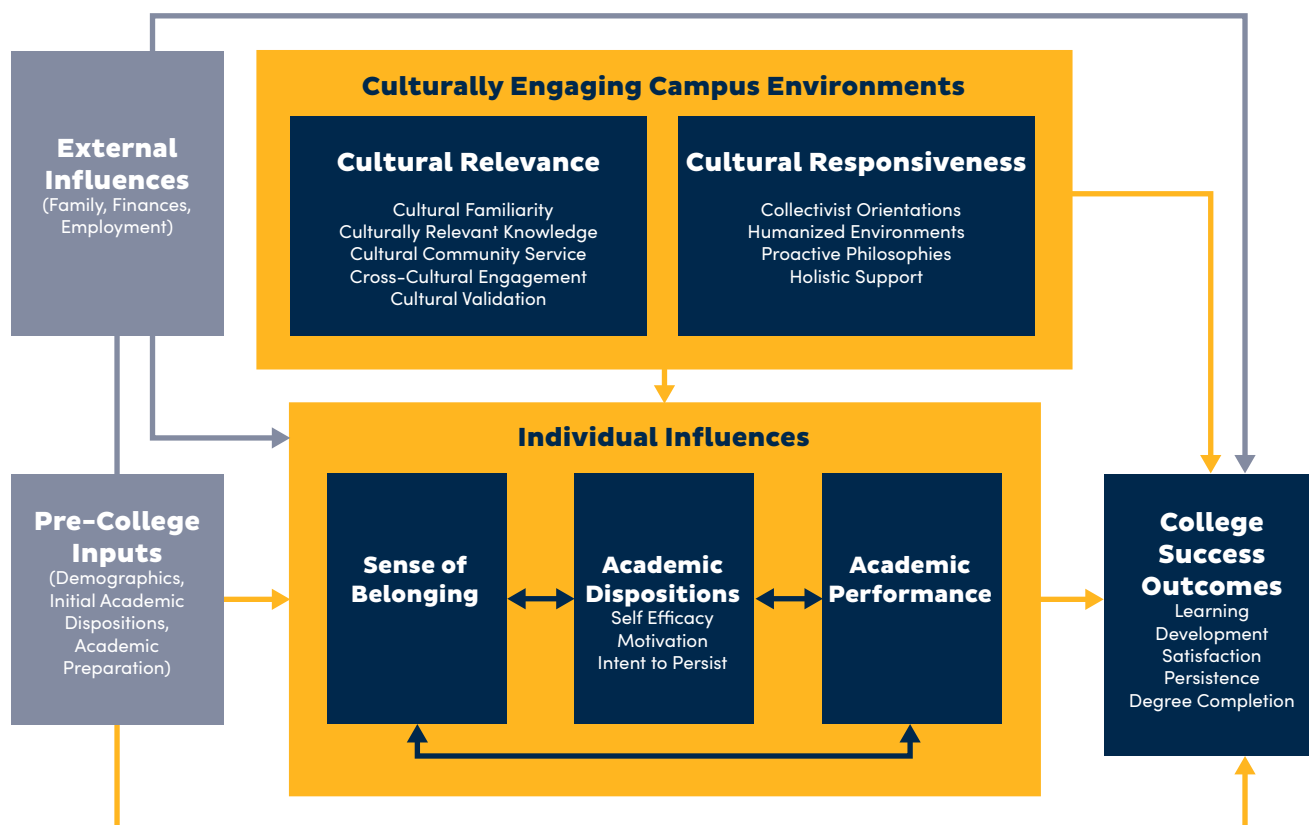 Culturally Engaging Campus Environments
External
Influences
(Family, Finances,
Employment)
Cultural Relevance
Cultural Familiarity
Culturally Relevant Knowledge
Cultural Community Service
Cross-Cultural Engagement
Cultural Validation
Cultural Responsiveness
Collectivist Orientations
Humanized Environments
Proactive Philosophies
Holistic Support
Individual Influences
Pre-College
Inputs
(Demographics,
Initial Academic
Dispositions,
Academic
Preparation)
Sense of
Belonging
Academic
Dispositions
Self Efficacy
Motivation
Intent to Persist
Academic
Performance
College
Success
Outcomes
Learning
Development
Satisfaction
Persistence
Degree Completion